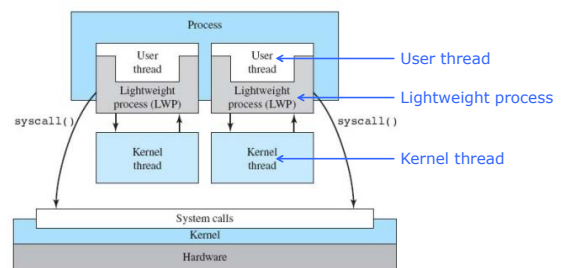 Process
User
thread
User
thread
User thread
Lightweight
process (LWP)
Lightweight
process (LWP)
Lightweight process
syscall()
syscall()
Kernel
thread
Kernel
thread
Kernel thread
System calls
Kernel
Hardware